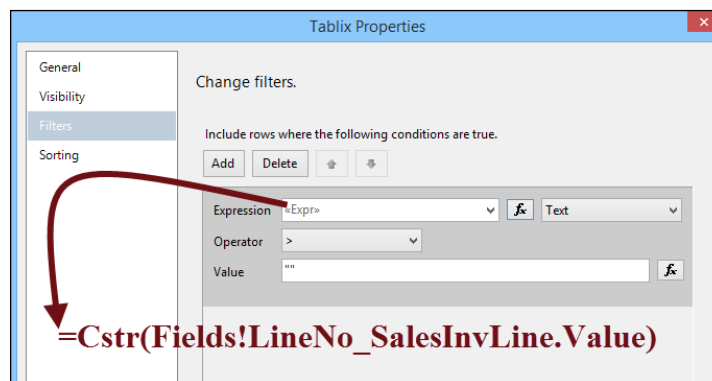 Tablix Properties
General
Visibility
Filters
Sorting
Change filters.
Include rows where the following conditions are true.
Add Delete
Expression «Expr» fx Text
Operator >
Value "" fx
=Cstr(Fields!LineNo_SalesInvLine.Value)